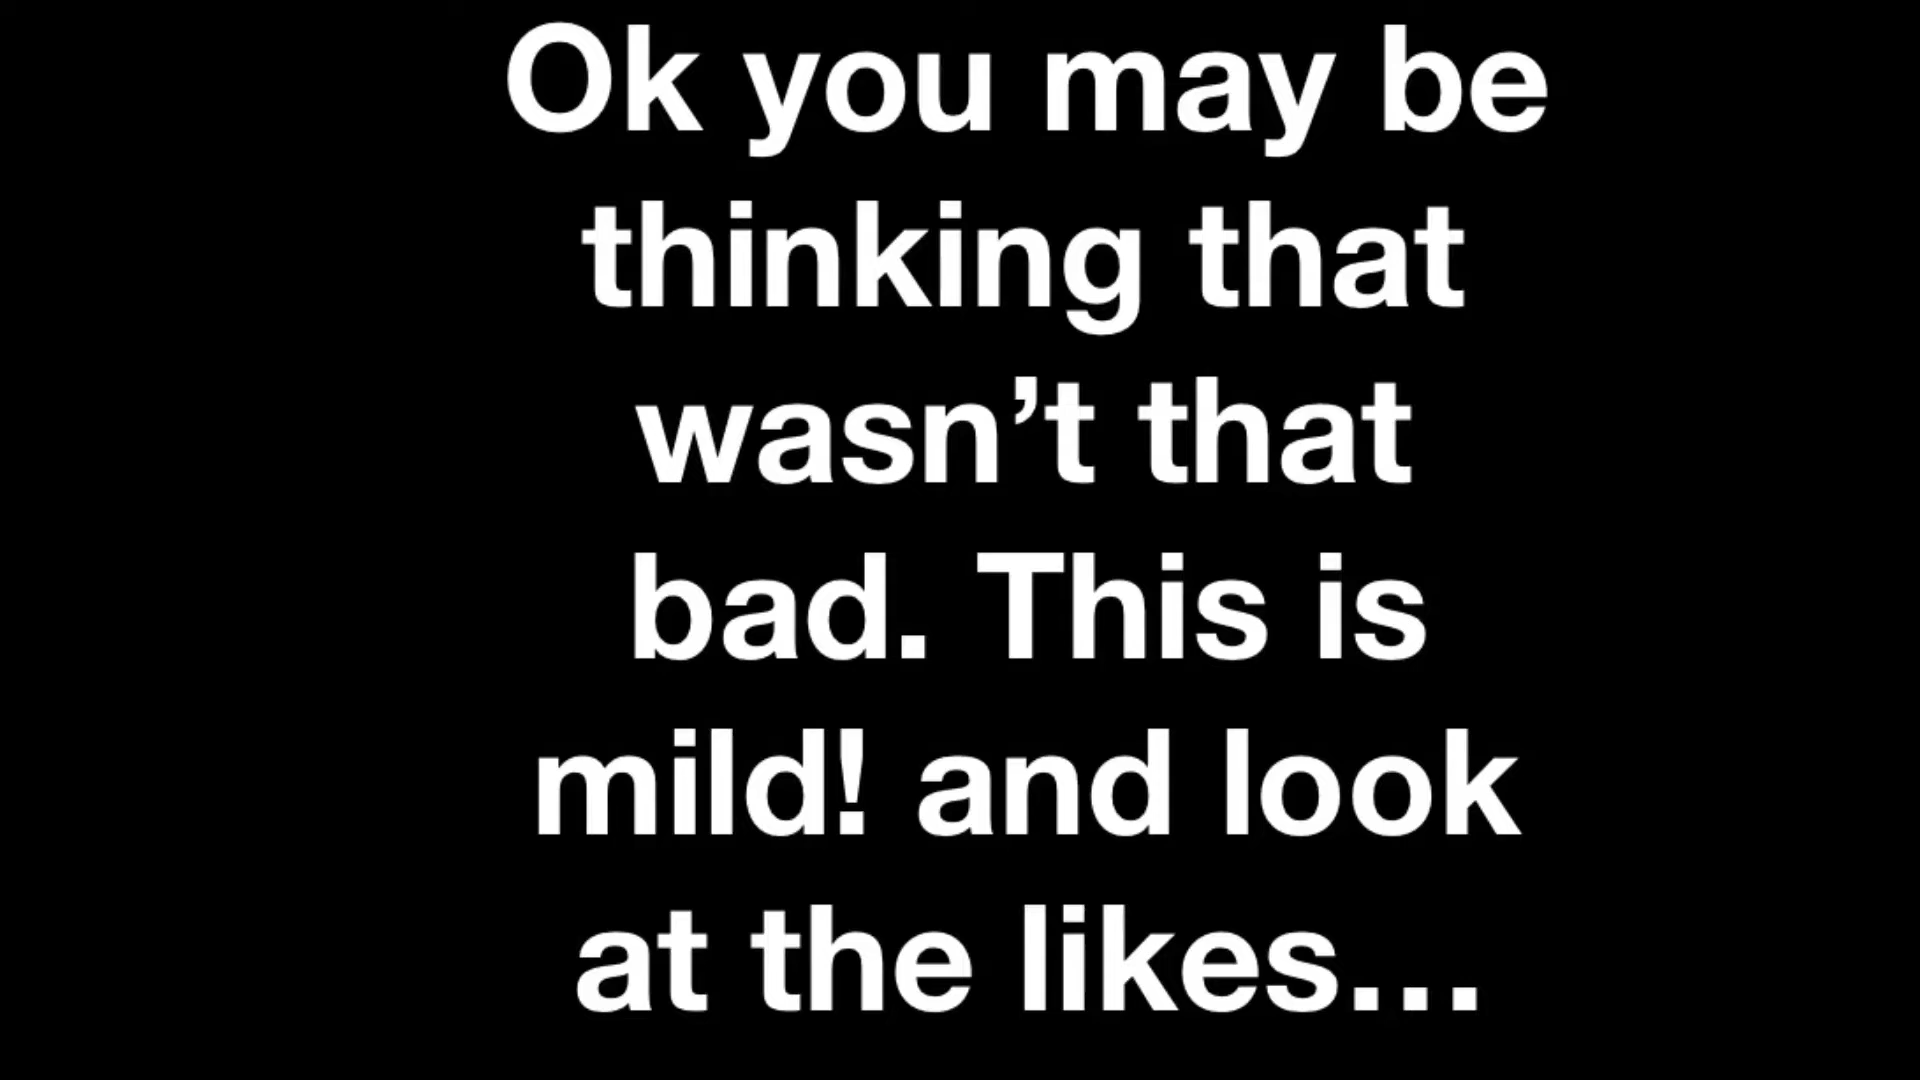 Ok you may be
thinking that
wasn’t that
bad. This is
mild! and look
at the likes…